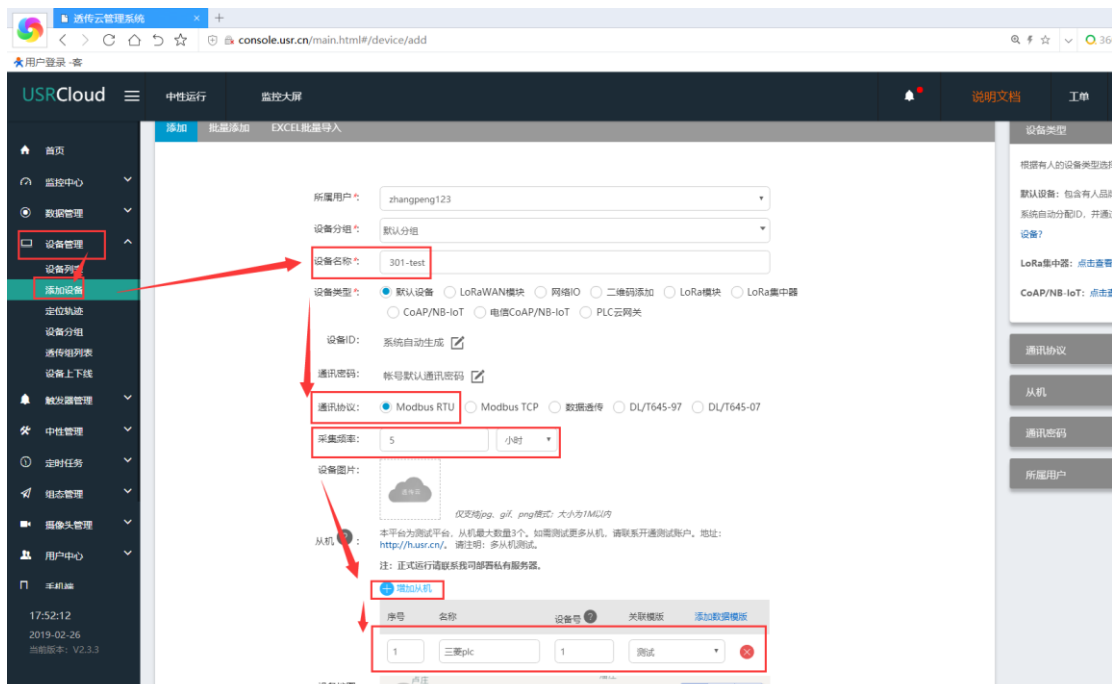 透传云管理系统
console.usr.cn/main.html#/device/add
36
用户登录 -客
USRCloud 中性运行 监控大屏 说明文档 工单
添加 批量添加 EXCEL批量导入
首页
监控中心
数据管理
设备管理
设备列表
添加设备
定位轨迹
设备分组
透传组列表
设备上下线
触发器管理
中性管理
定时任务
组态管理
摄像头管理
用户中心
手机端
17:52:12
2019-02-26
当前版本: V2.3.3
所属用户*: zhangpeng123
设备分组*: 默认分组
设备名称*: 301-test
设备类型*: 默认设备 LoRaWAN模块 网络IO 二维码添加 LoRa模块 LoRa集中器
CoAP/NB-IoT 电信CoAP/NB-IoT PLC云网关
设备ID: 系统自动生成
通讯密码: 帐号默认通讯密码
通讯协议: Modbus RTU Modbus TCP 数据透传 DL/T645-97 DL/T645-07
采集频率: 5 小时
设备图片:
透传云
仅支持jpg、gif、png格式; 大小为1M以内
从机 ? : 本平台为测试平台，从机最大数量3个。如需测试更多从机，请联系开通测试账户。地址：
http://h.usr.cn/。 请注明：多从机测试。
注：正式运行请联系我司部署私有服务器。
增加从机
序号 名称 设备号 ? 关联模版 添加数据模版
1 三菱plc 1 测试
设备类型
根据有人的设备类型选择
默认设备：包含有人品牌
系统自动分配ID，并通过
设备?
LoRa集中器：点击查看
CoAP/NB-IoT：点击查
通讯协议
从机
通讯密码
所属用户